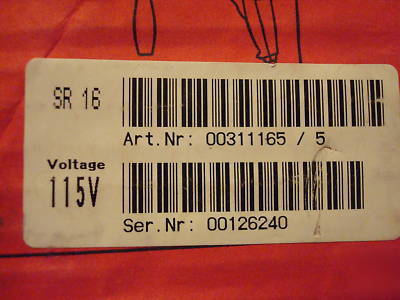 SR 16
Art.Nr: 00311165 / 5
Voltage
115V
Ser.Nr: 00126240